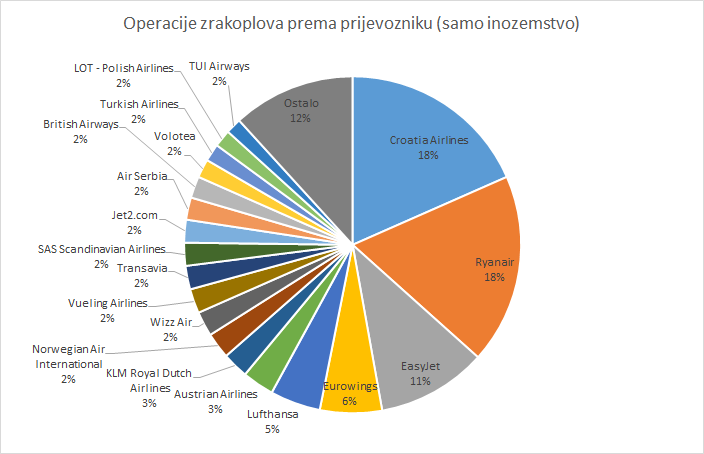 Operacije zrakoplova prema prijevozniku (samo inozemstvo)
Croatia Airlines
18%
Ryanair
18%
EasyJet
11%
Eurowings
6%
Lufthansa
5%
Austrian Airlines
3%
KLM Royal Dutch
Airlines
3%
Norwegian Air
International
2%
Wizz Air
2%
Vueling Airlines
2%
Transavia
2%
SAS Scandinavian Airlines
2%
Jet2.com
2%
Air Serbia
2%
British Airways
2%
Volotea
2%
Turkish Airlines
2%
LOT - Polish Airlines
2%
TUI Airways
2%
Ostalo
12%